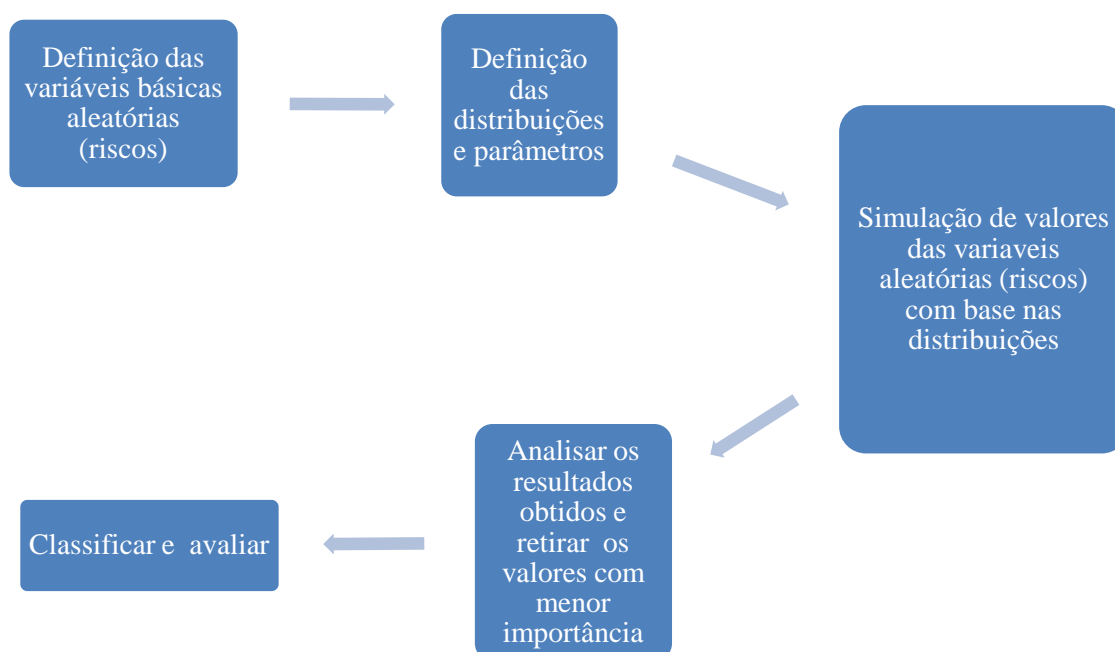 Definição das
variáveis básicas
aleatórias
(riscos)
Definição
das
distribuições
e parâmetros
Simulação de valores
das variaveis
aleatórias (riscos)
com base nas
distribuições
Analisar os
resultados
obtidos e
retirar os
valores com
menor
importância
Classificar e avaliar